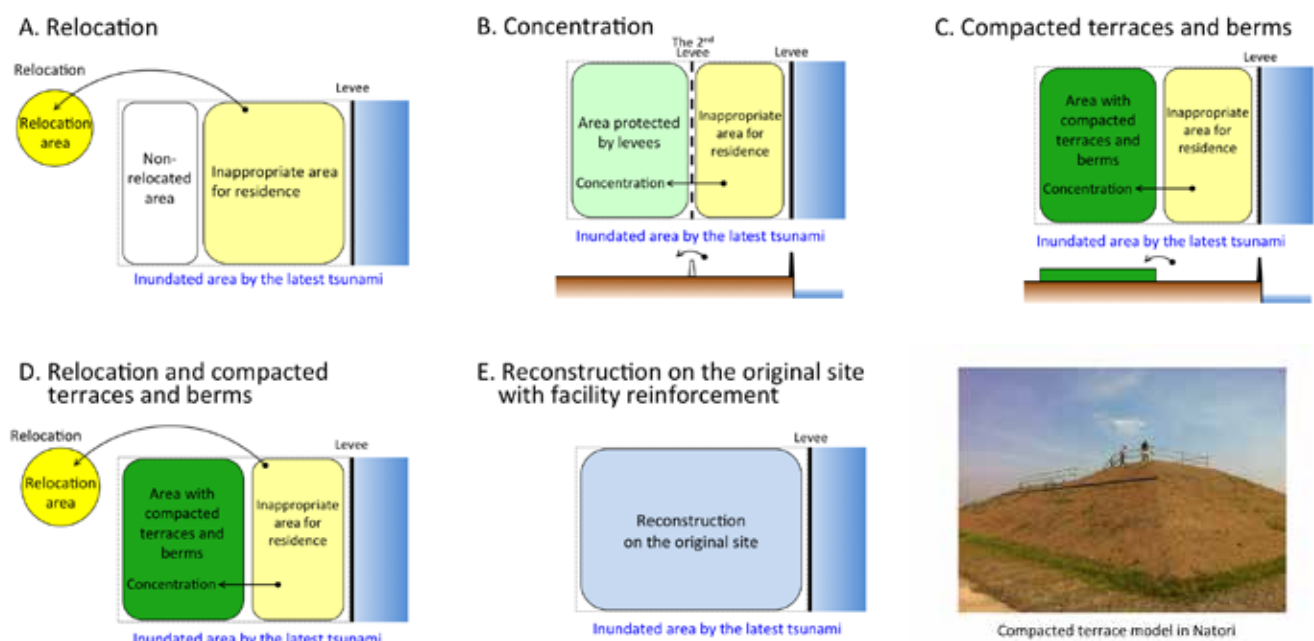 A. Relocation
Relocation
Levee
Relocation
area
Non-
relocated
area
Inappropriate area
for residence
Inundated area by the latest tsunami
B. Concentration
The 2nd
Levee
Levee
Area protected
by levees
Inappropriate
area for
residence
Concentration
Inundated area by the latest tsunami
C. Compacted terraces and berms
Levee
Area with
compacted
terraces and
berms
Inappropriate
area for
residence
Concentration
Inundated area by the latest tsunami
D. Relocation and compacted
terraces and berms
Relocation
Levee
Relocation
area
Area with
compacted
terraces and
berms
Inappropriate
area for
residence
Concentration
Inundated area by the latest tsunami
E. Reconstruction on the original site
with facility reinforcement
Levee
Reconstruction
on the original site
Inundated area by the latest tsunami
Compacted terrace model in Natori